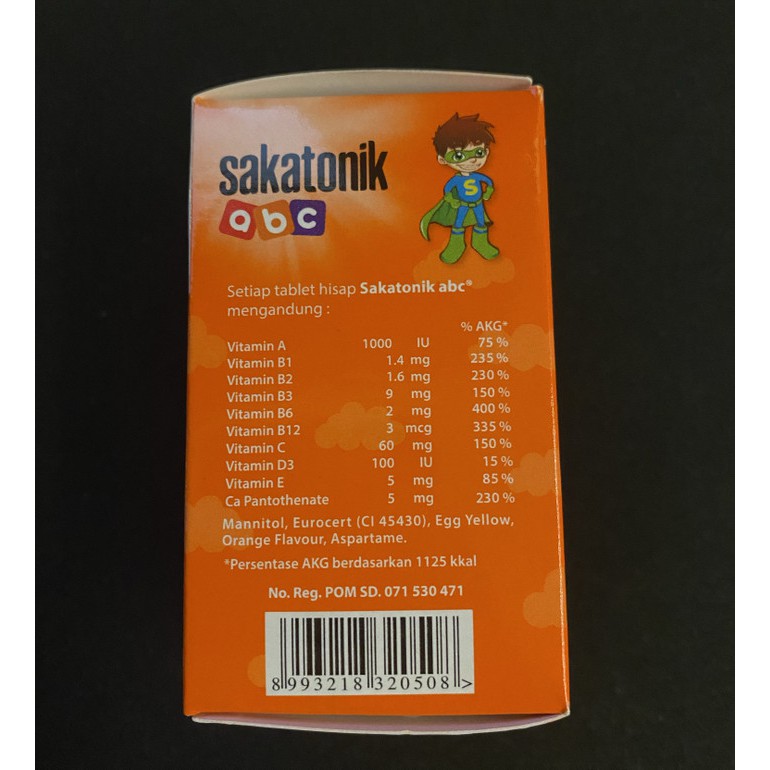 sakatonik
abc
S
Setiap tablet hisap Sakatonik abc®
mengandung :
% AKG*
Vitamin A 1000 IU 75 %
Vitamin B1 1.4 mg 235 %
Vitamin B2 1.6 mg 230 %
Vitamin B3 9 mg 150 %
Vitamin B6 2 mg 400 %
Vitamin B12 3 mcg 335 %
Vitamin C 60 mg 150 %
Vitamin D3 100 IU 15 %
Vitamin E 5 mg 85 %
Ca Pantothenate 5 mg 230 %
Mannitol, Eurocert (CI 45430), Egg Yellow,
Orange Flavour, Aspartame.
*Persentase AKG berdasarkan 1125 kkal
No. Reg. POM SD. 071 530 471
8 993218 320508 >